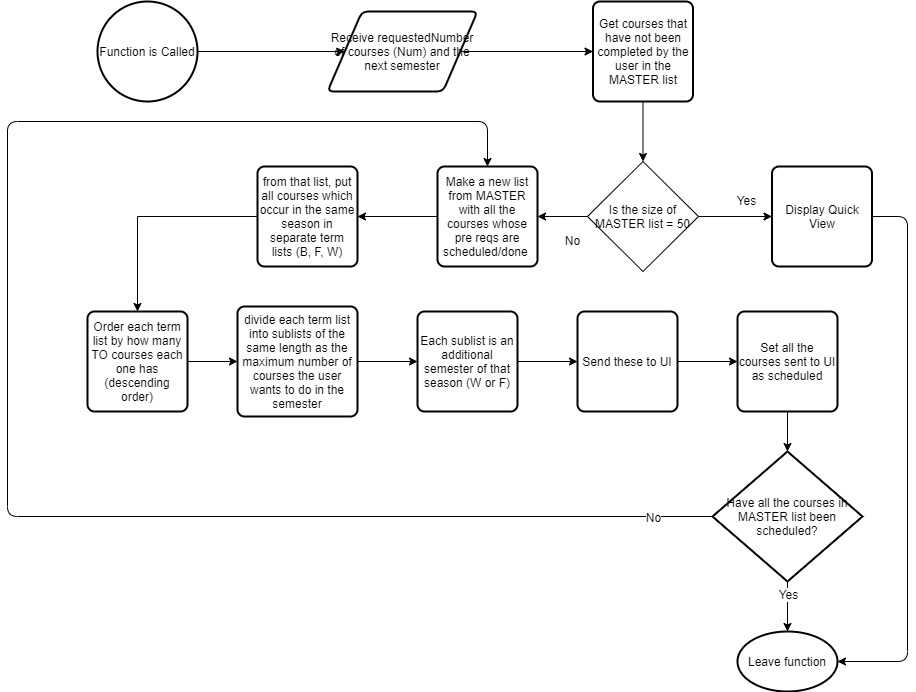 Function is Called
Receive requestedNumber
of courses (Num) and the
next semester
Get courses that
have not been
completed by the
user in the
MASTER list
from that list, put
all courses which
occur in the same
season in
separate term
lists (B, F, W)
Make a new list
from MASTER
with all the
courses whose
pre reqs are
scheduled/done
No
Is the size of
MASTER list = 50
Yes
Display Quick
View
Order each term
list by how many
TO courses each
one has
(descending
order)
divide each term list
into sublists of the
same length as the
maximum number of
courses the user
wants to do in the
semester
Each sublist is an
additional
semester of that
season (W or F)
Send these to UI
Set all the
courses sent to UI
as scheduled
No
Have all the courses in
MASTER list been
scheduled?
Yes
Leave function